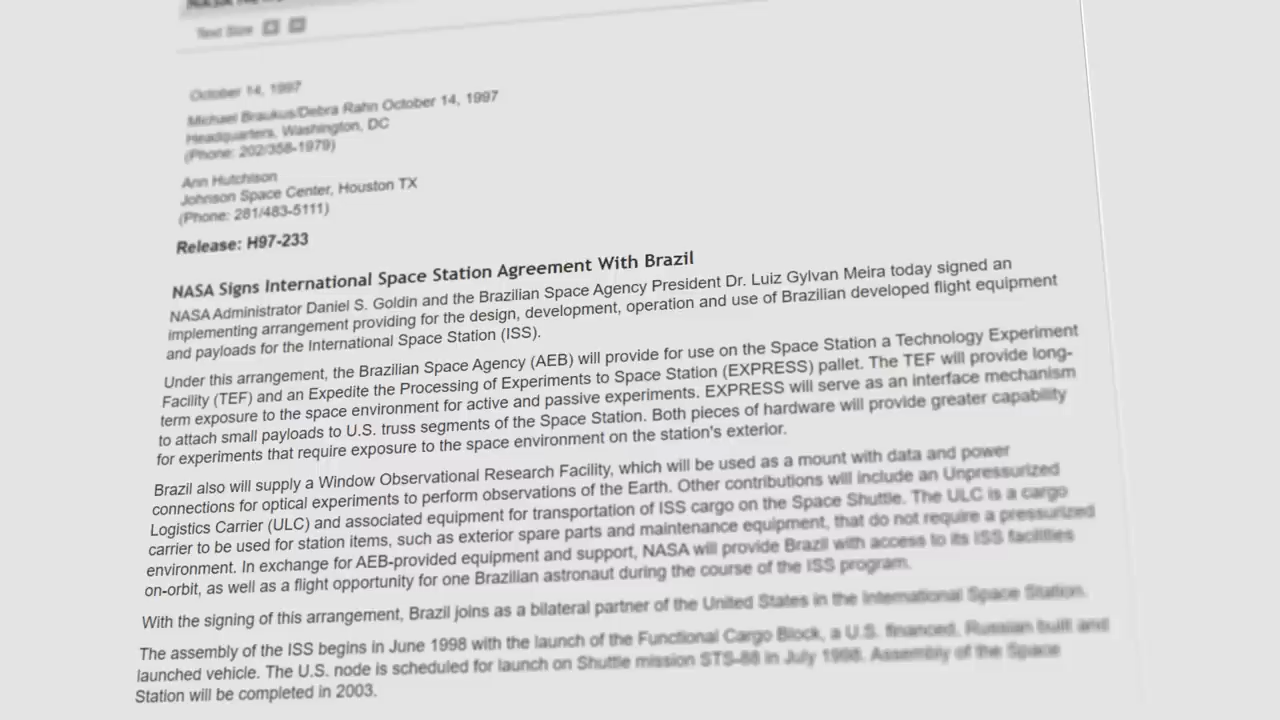 Text Size
October 14, 1997
Michael Braukus/Debra Rahn October 14, 1997
Headquarters, Washington, DC
(Phone: 202/358-1979)
Ann Hutchison
Johnson Space Center, Houston TX
(Phone: 281/483-5111)
Release: H97-233
NASA Signs International Space Station Agreement With Brazil
NASA Administrator Daniel S. Goldin and the Brazilian Space Agency President Dr. Luiz Gylvan Meira today signed an
implementing arrangement providing for the design, development, operation and use of Brazilian developed flight equipment
and payloads for the International Space Station (ISS).
Under this arrangement, the Brazilian Space Agency (AEB) will provide for use on the Space Station a Technology Experiment
Facility (TEF) and an Expedite the Processing of Experiments to Space Station (EXPRESS) pallet. The TEF will provide long-
term exposure to the space environment for active and passive experiments. EXPRESS will serve as an interface mechanism
to attach small payloads to U.S. truss segments of the Space Station. Both pieces of hardware will provide greater capability
for experiments that require exposure to the space environment on the station's exterior.
Brazil also will supply a Window Observational Research Facility, which will be used as a mount with data and power
connections for optical experiments to perform observations of the Earth. Other contributions will include an Unpressurized
Logistics Carrier (ULC) and associated equipment for transportation of ISS cargo on the Space Shuttle. The ULC is a cargo
carrier to be used for station items, such as exterior spare parts and maintenance equipment, that do not require a pressurized
environment. In exchange for AEB-provided equipment and support, NASA will provide Brazil with access to its ISS facilities
on-orbit, as well as a flight opportunity for one Brazilian astronaut during the course of the ISS program.
With the signing of this arrangement, Brazil joins as a bilateral partner of the United States in the International Space Station.
The assembly of the ISS begins in June 1998 with the launch of the Functional Cargo Block, a U.S. financed, Russian built and
launched vehicle. The U.S. node is scheduled for launch on Shuttle mission STS-88 in July 1998. Assembly of the Space
Station will be completed in 2003.